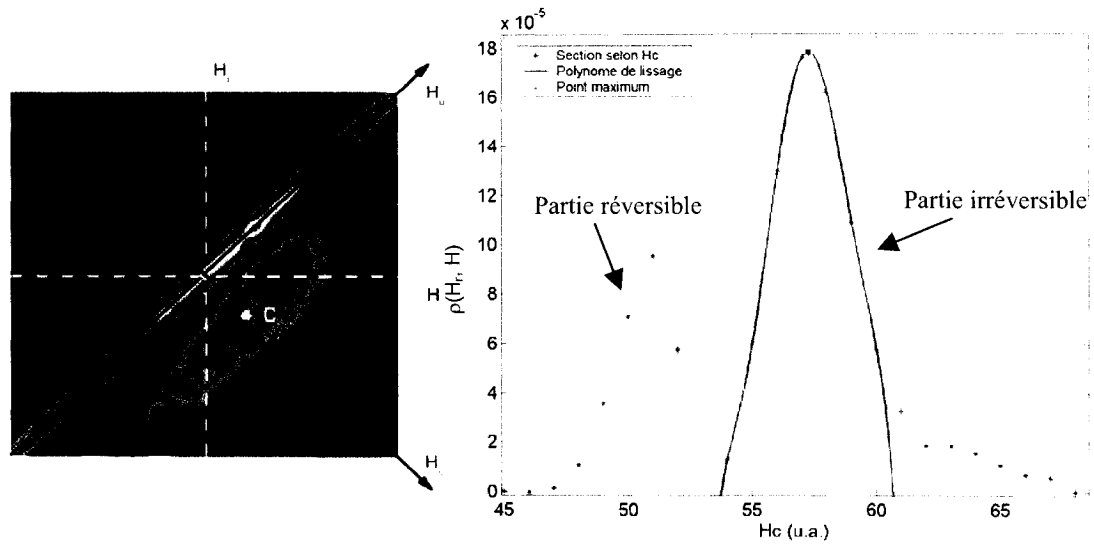 H
H
C
H
H
x 10⁻⁵
18
16
14
12
10
8
6
4
2
0
ρ(Hᵣ, H)
Section selon Hc
Polynome de lissage
Point maximum
Partie réversible
Partie irréversible
45
50
55
60
65
Hc (u.a.)